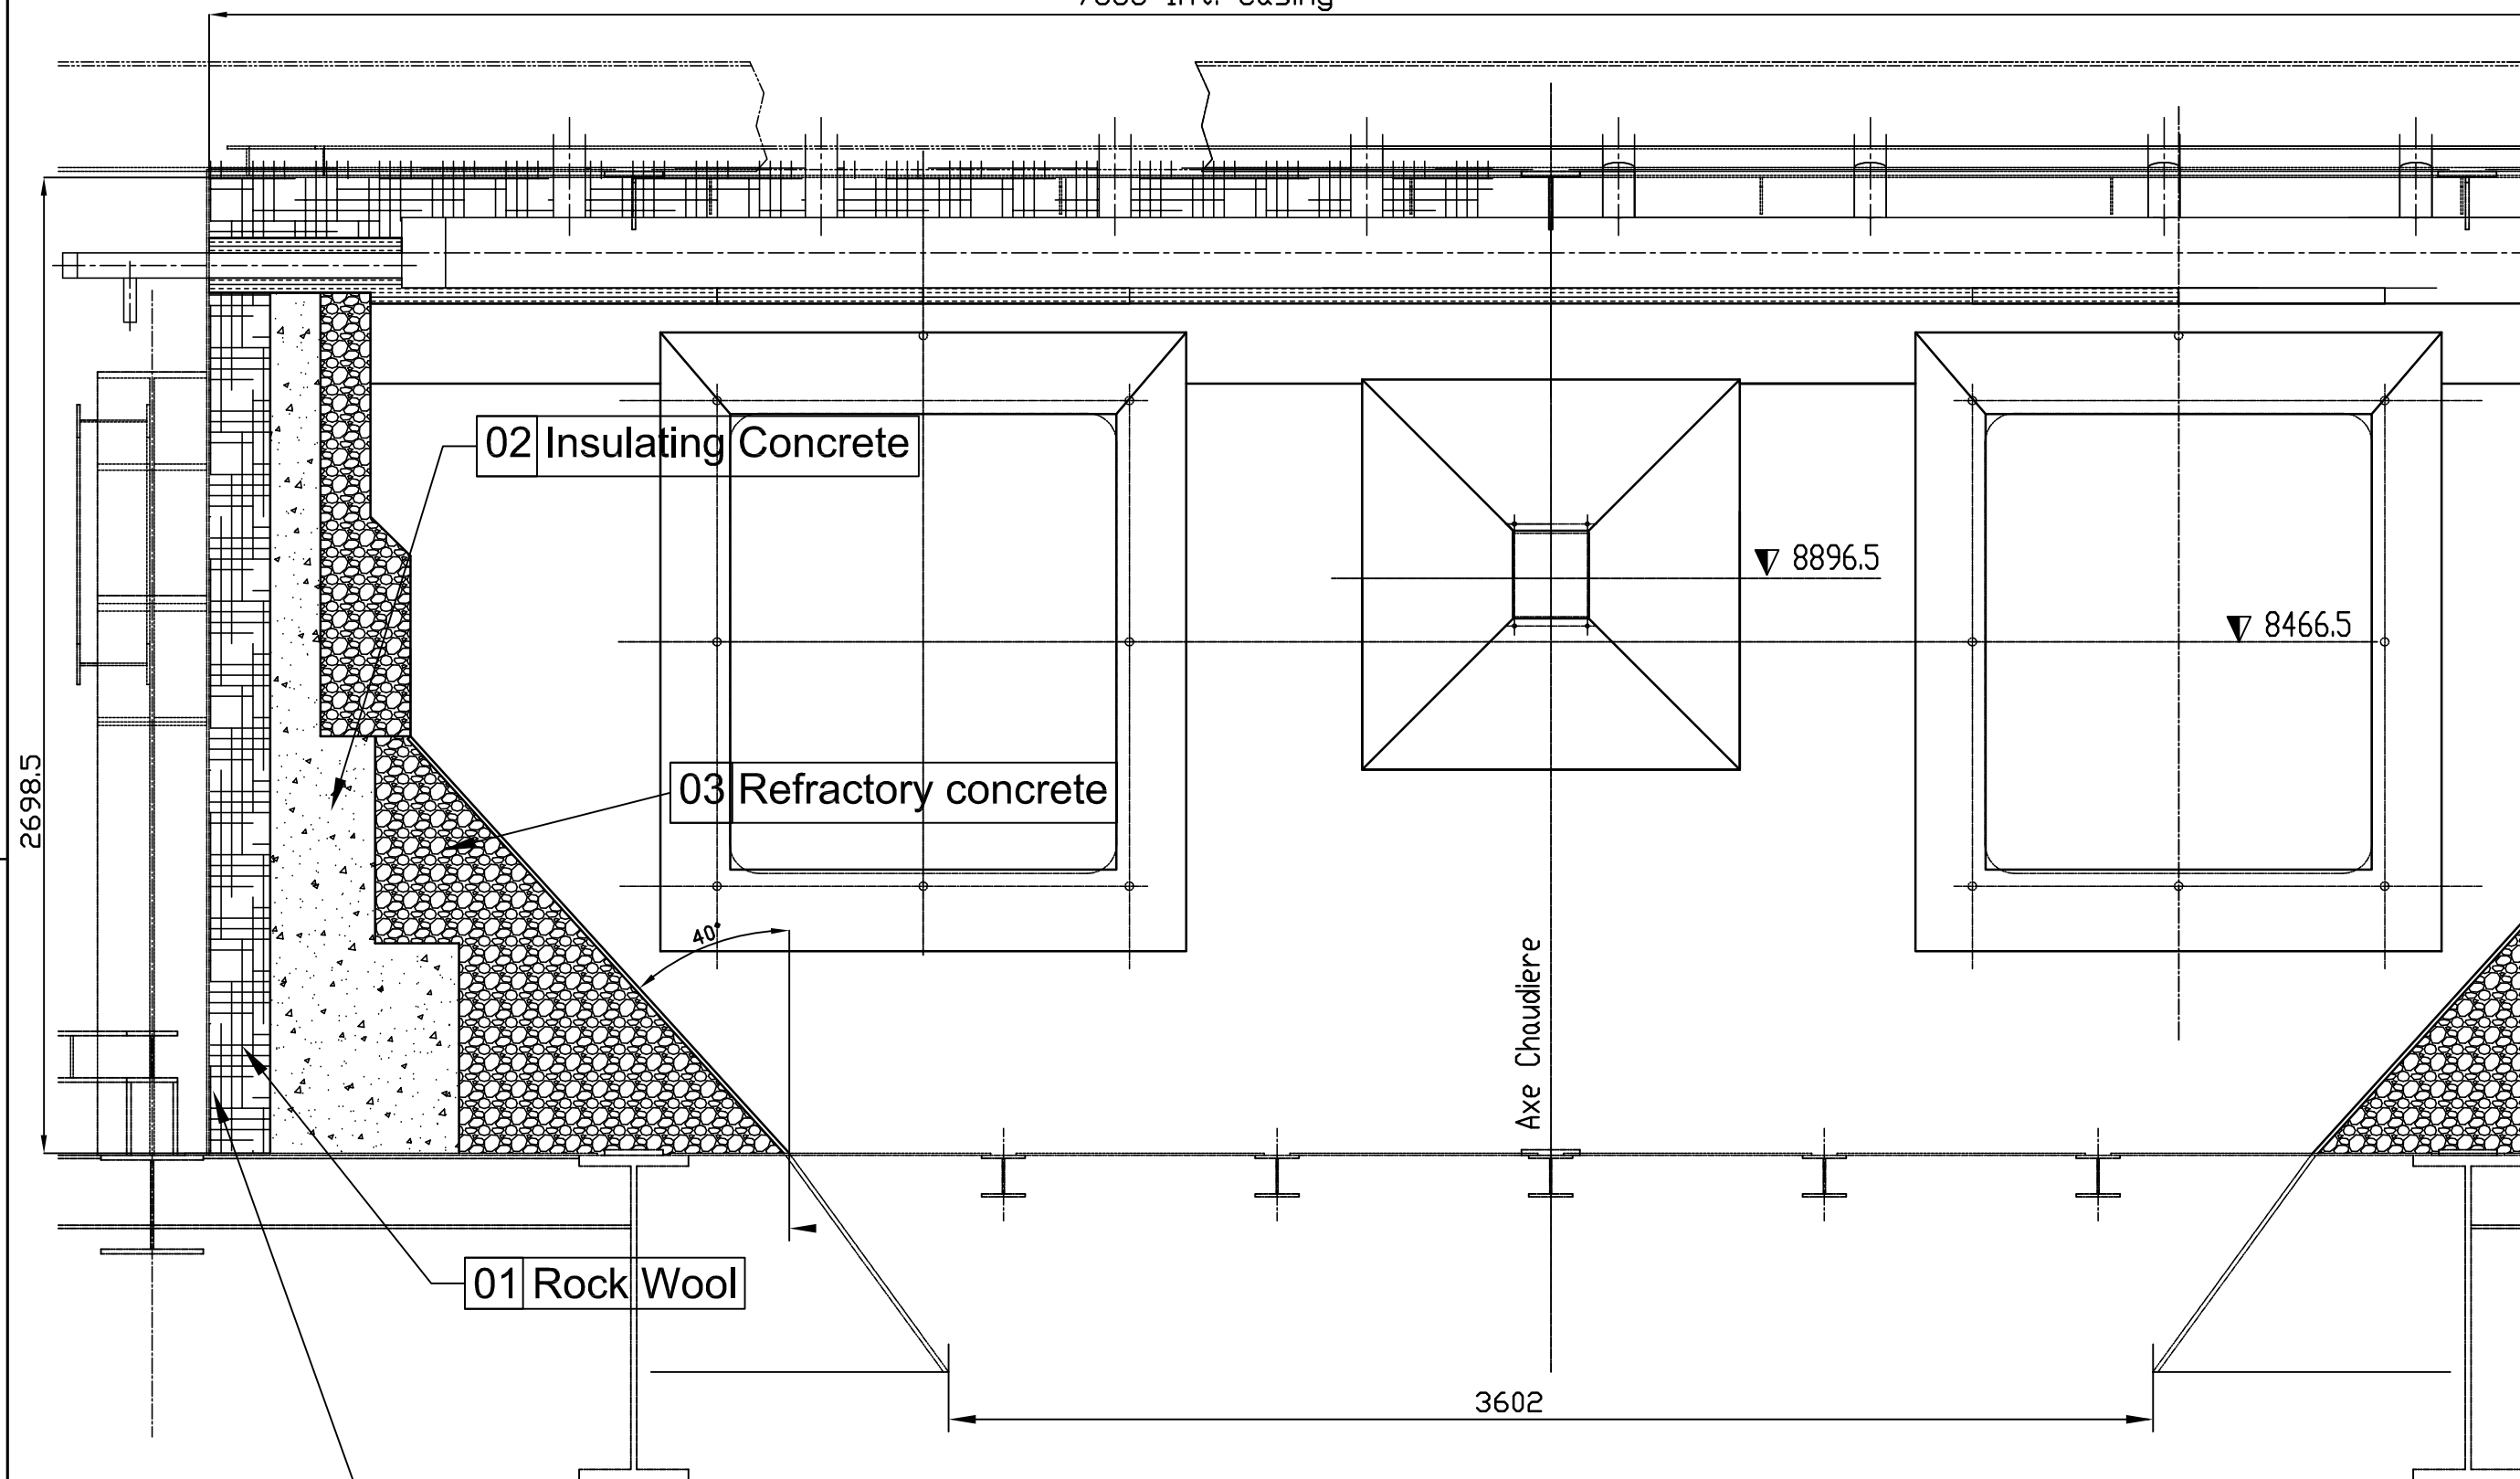 02 Insulating Concrete
8896.5
8466.5
2698.5
03 Refractory concrete
40°
Axe Chaudiere
01 Rock Wool
3602